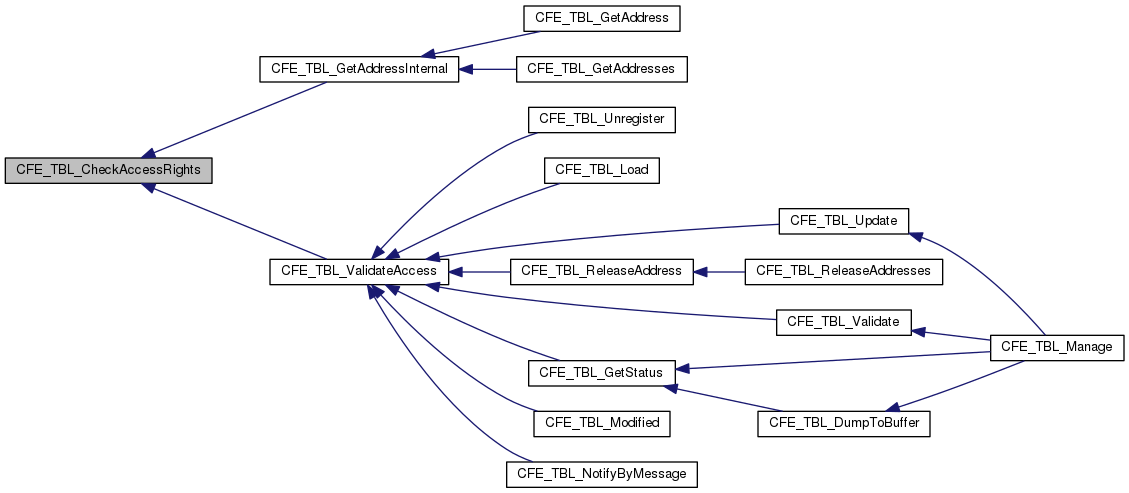 CFE_TBL_GetAddress
CFE_TBL_GetAddressInternal
CFE_TBL_GetAddresses
CFE_TBL_Unregister
CFE_TBL_CheckAccessRights
CFE_TBL_Load
CFE_TBL_Update
CFE_TBL_ValidateAccess
CFE_TBL_ReleaseAddress
CFE_TBL_ReleaseAddresses
CFE_TBL_Validate
CFE_TBL_Manage
CFE_TBL_GetStatus
CFE_TBL_Modified
CFE_TBL_DumpToBuffer
CFE_TBL_NotifyByMessage